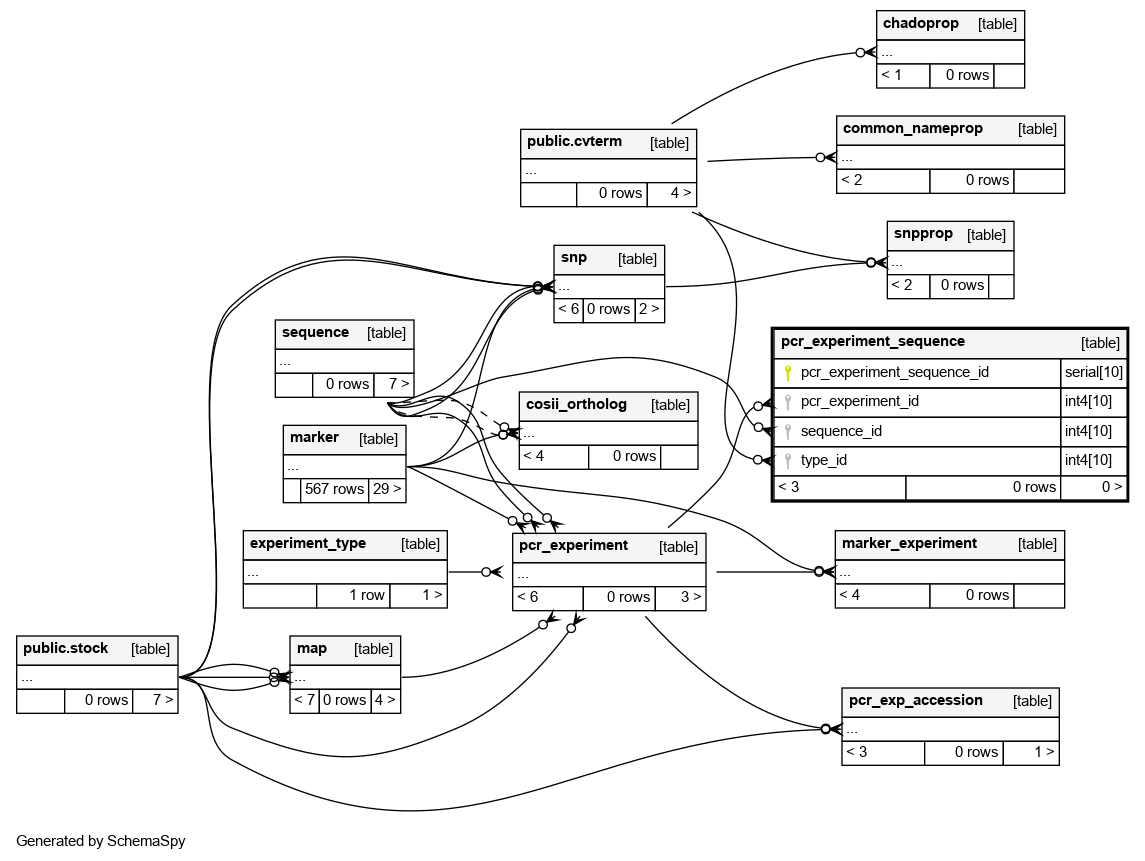 chadoprop [table]
...
< 1 0 rows
public.cvterm [table]
...
0 rows 4 >
common_nameprop [table]
...
< 2 0 rows
snpprop [table]
...
< 2 0 rows
snp [table]
...
< 6 0 rows 2 >
sequence [table]
...
0 rows 7 >
pcr_experiment_sequence [table]
pcr_experiment_sequence_id serial[10]
pcr_experiment_id int4[10]
sequence_id int4[10]
type_id int4[10]
< 3 0 rows 0 >
cosii_ortholog [table]
...
< 4 0 rows
marker [table]
...
567 rows 29 >
experiment_type [table]
...
1 row 1 >
pcr_experiment [table]
...
< 6 0 rows 3 >
marker_experiment [table]
...
< 4 0 rows
public.stock [table]
...
0 rows 7 >
map [table]
...
< 7 0 rows 4 >
pcr_exp_accession [table]
...
< 3 0 rows 1 >
Generated by SchemaSpy